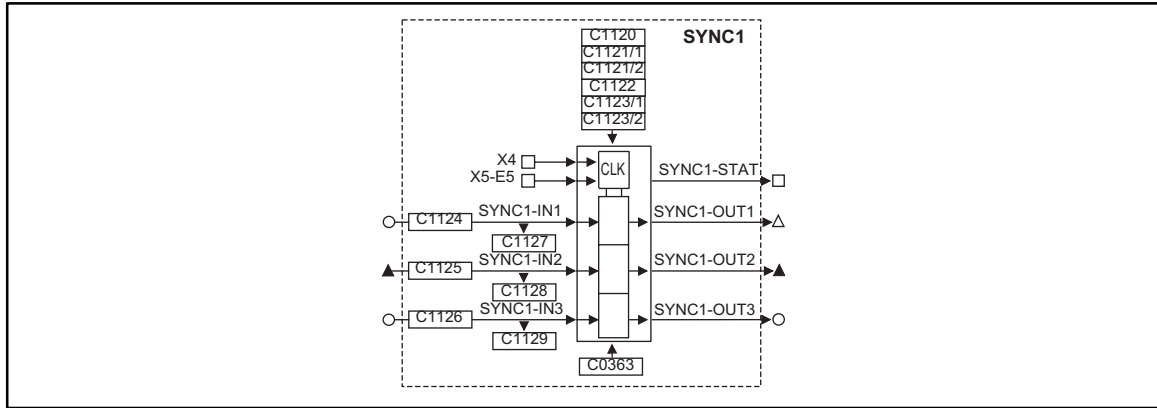 C1120
SYNC1
C1121/1
C1121/2
C1122
C1123/1
C1123/2
X4
CLK
SYNC1-STAT
X5-E5
C1124
SYNC1-IN1
SYNC1-OUT1
C1127
C1125
SYNC1-IN2
SYNC1-OUT2
C1128
C1126
SYNC1-IN3
SYNC1-OUT3
C1129
C0363